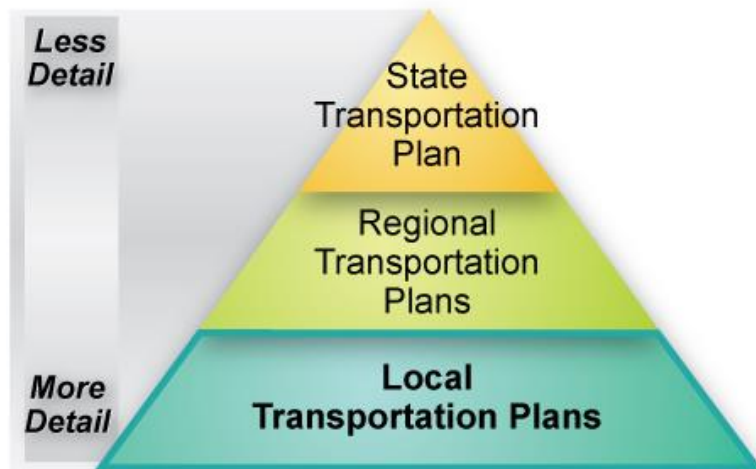 Less
Detail
State
Transportation
Plan
Regional
Transportation
Plans
More
Detail
Local
Transportation Plans